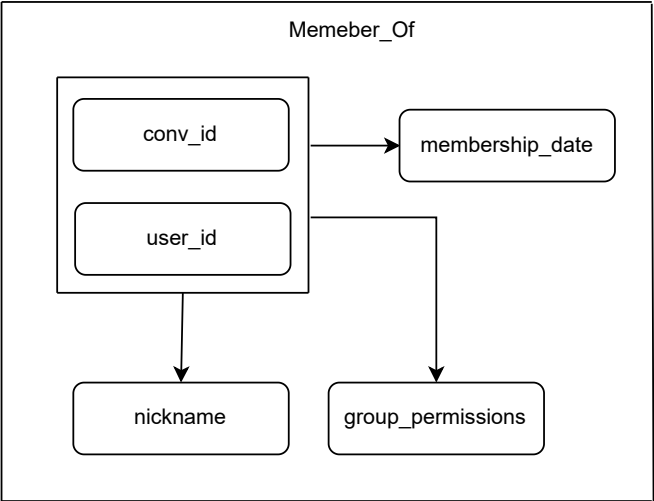 Memeber_Of
conv_id
membership_date
user_id
nickname
group_permissions